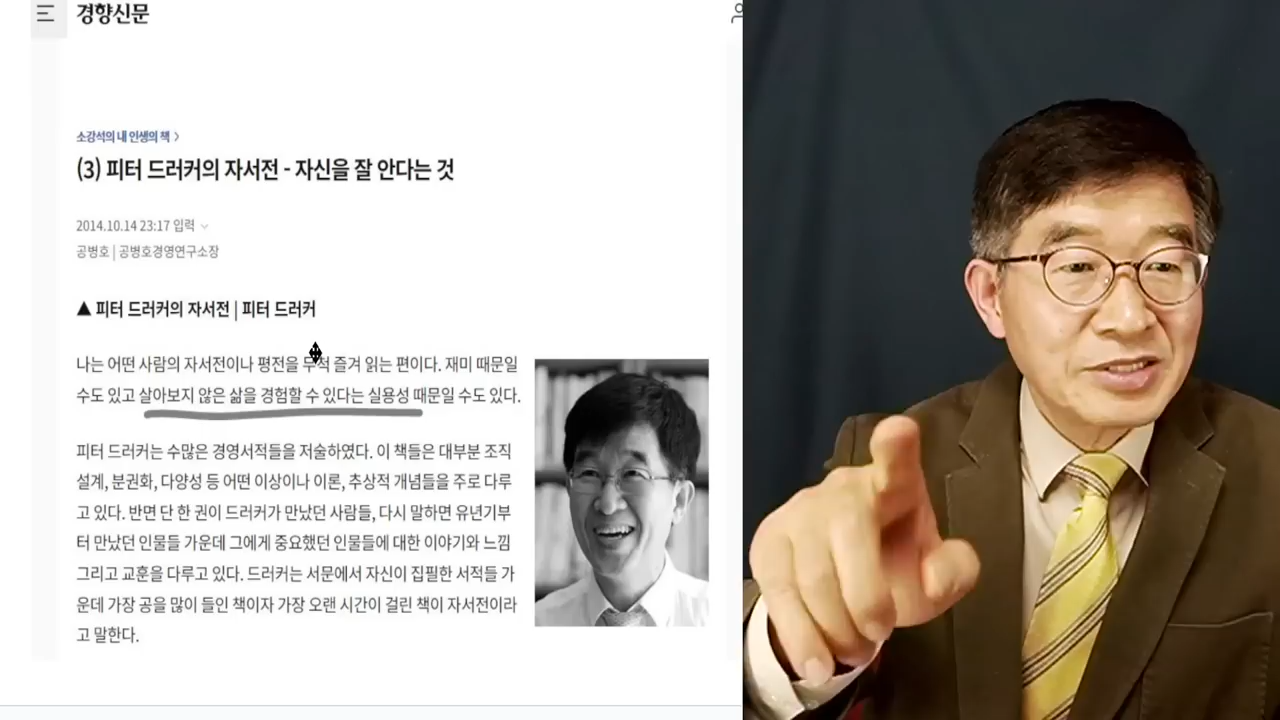 경향신문
소강석의 내 인생의 책 >
(3) 피터 드러커의 자서전 - 자신을 잘 안다는 것
2014.10.14 23:17 입력
공병호 | 공병호경영연구소장
▲ 피터 드러커의 자서전 | 피터 드러커
나는 어떤 사람의 자서전이나 평전을 무척 즐겨 읽는 편이다. 재미 때문일
수도 있고 살아보지 않은 삶을 경험할 수 있다는 실용성 때문일 수도 있다.
피터 드러커는 수많은 경영서적들을 저술하였다. 이 책들은 대부분 조직
설계, 분권화, 다양성 등 어떤 이상이나 이론, 추상적 개념들을 주로 다루
고 있다. 반면 단 한 권이 드러커가 만났던 사람들, 다시 말하면 유년기부
터 만났던 인물들 가운데 그에게 중요했던 인물들에 대한 이야기와 느낌
그리고 교훈을 다루고 있다. 드러커는 서문에서 자신이 집필한 서적들 가
운데 가장 공을 많이 들인 책이자 가장 오랜 시간이 걸린 책이 자서전이라
고 말한다.